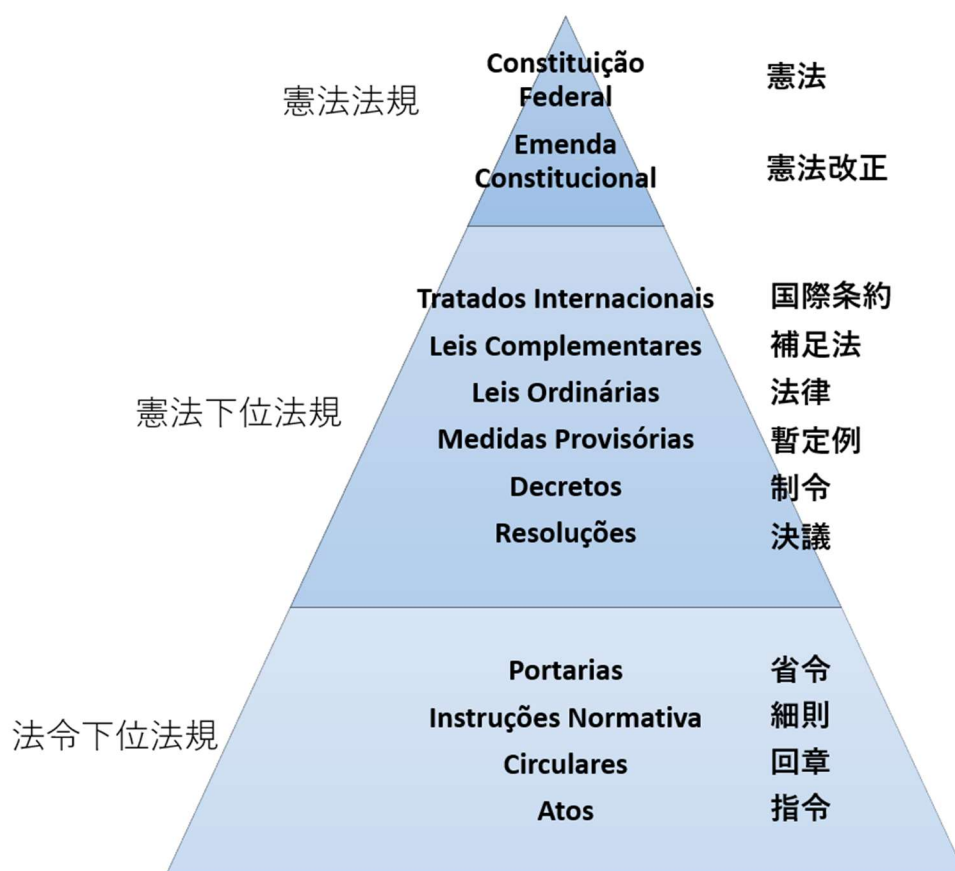 憲法法規
Constituição
Federal
憲法
Emenda
Constitucional
憲法改正
憲法下位法規
Tratados Internacionais
国際条約
Leis Complementares
補足法
Leis Ordinárias
法律
Medidas Provisórias
暫定例
Decretos
制令
Resoluções
決議
法令下位法規
Portarias
省令
Instruções Normativa
細則
Circulares
回章
Atos
指令